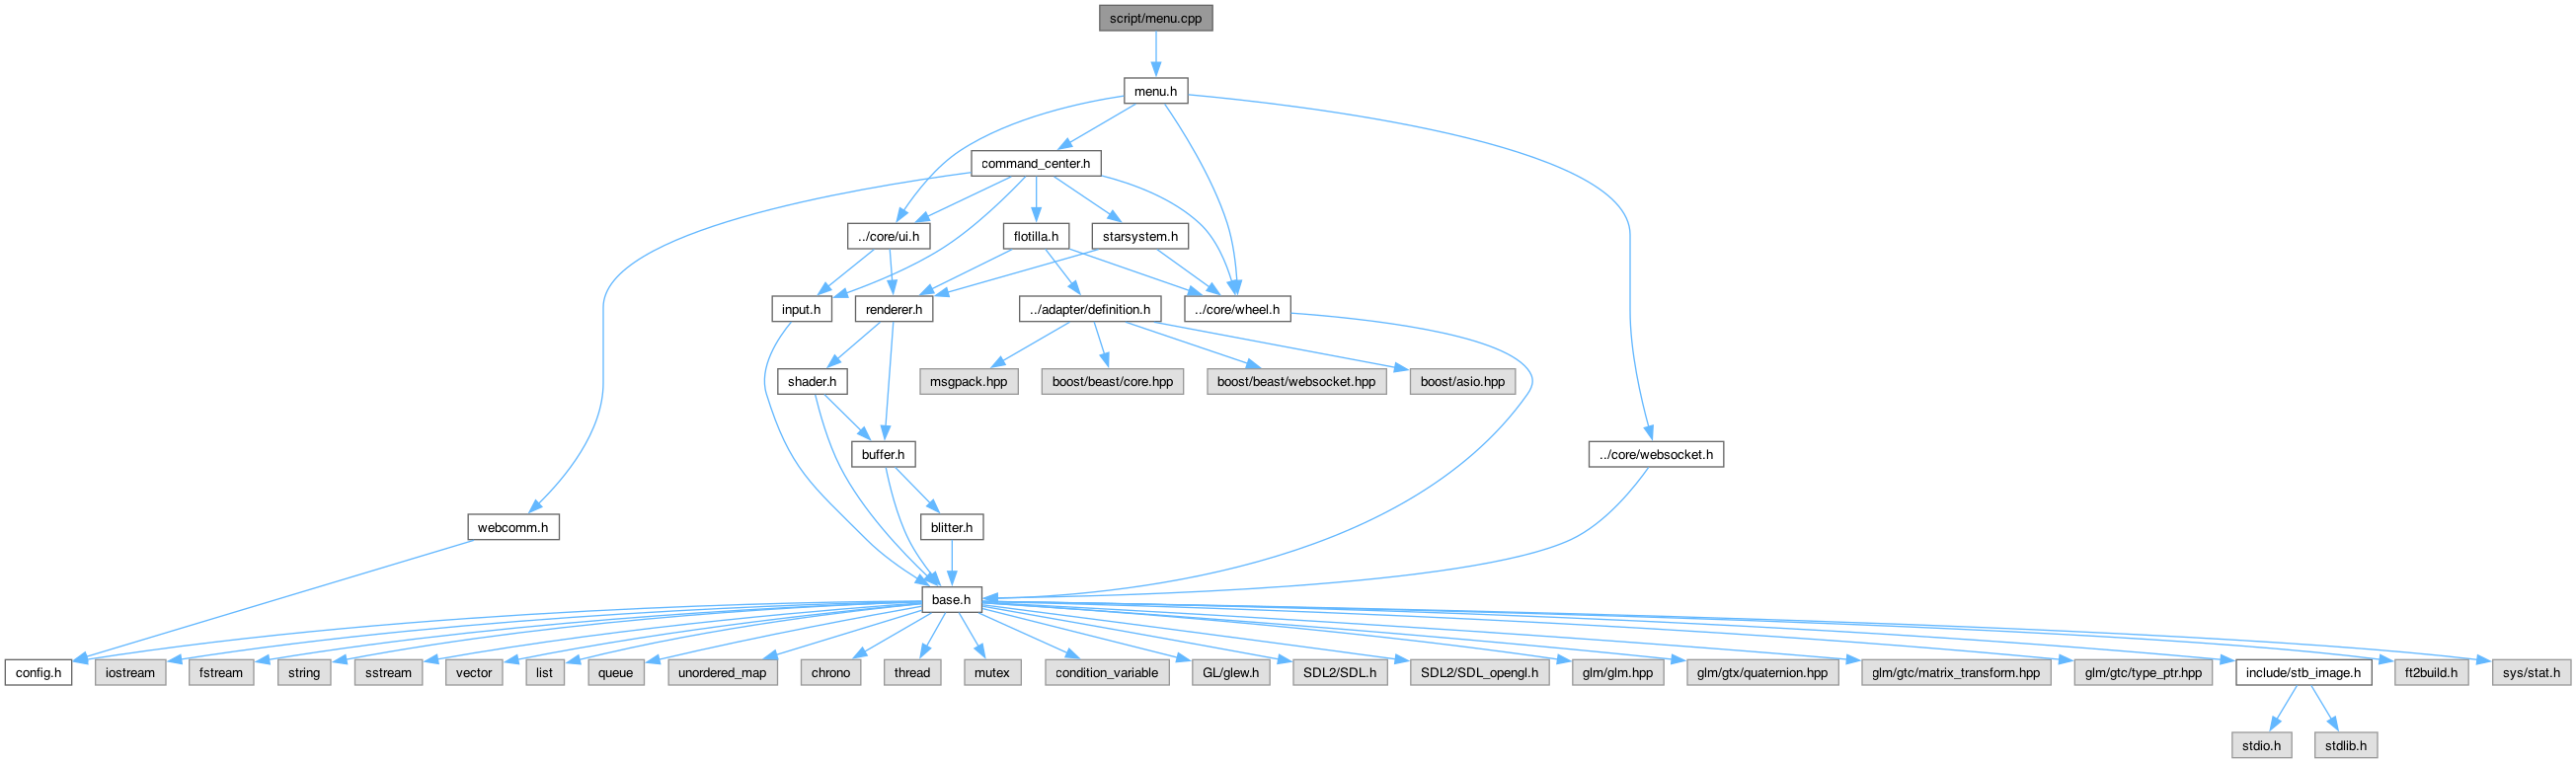 script/menu.cpp
menu.h
command_center.h
../core/ui.h
flotilla.h
starsystem.h
input.h
renderer.h
../adapter/definition.h
../core/wheel.h
shader.h
msgpack.hpp
boost/beast/core.hpp
boost/beast/websocket.hpp
boost/asio.hpp
buffer.h
../core/websocket.h
webcomm.h
blitter.h
base.h
config.h
iostream
fstream
string
sstream
vector
list
queue
unordered_map
chrono
thread
mutex
condition_variable
GL/glew.h
SDL2/SDL.h
SDL2/SDL_opengl.h
glm/glm.hpp
glm/gtx/quaternion.hpp
glm/gtc/matrix_transform.hpp
glm/gtc/type_ptr.hpp
include/stb_image.h
ft2build.h
sys/stat.h
stdio.h
stdlib.h